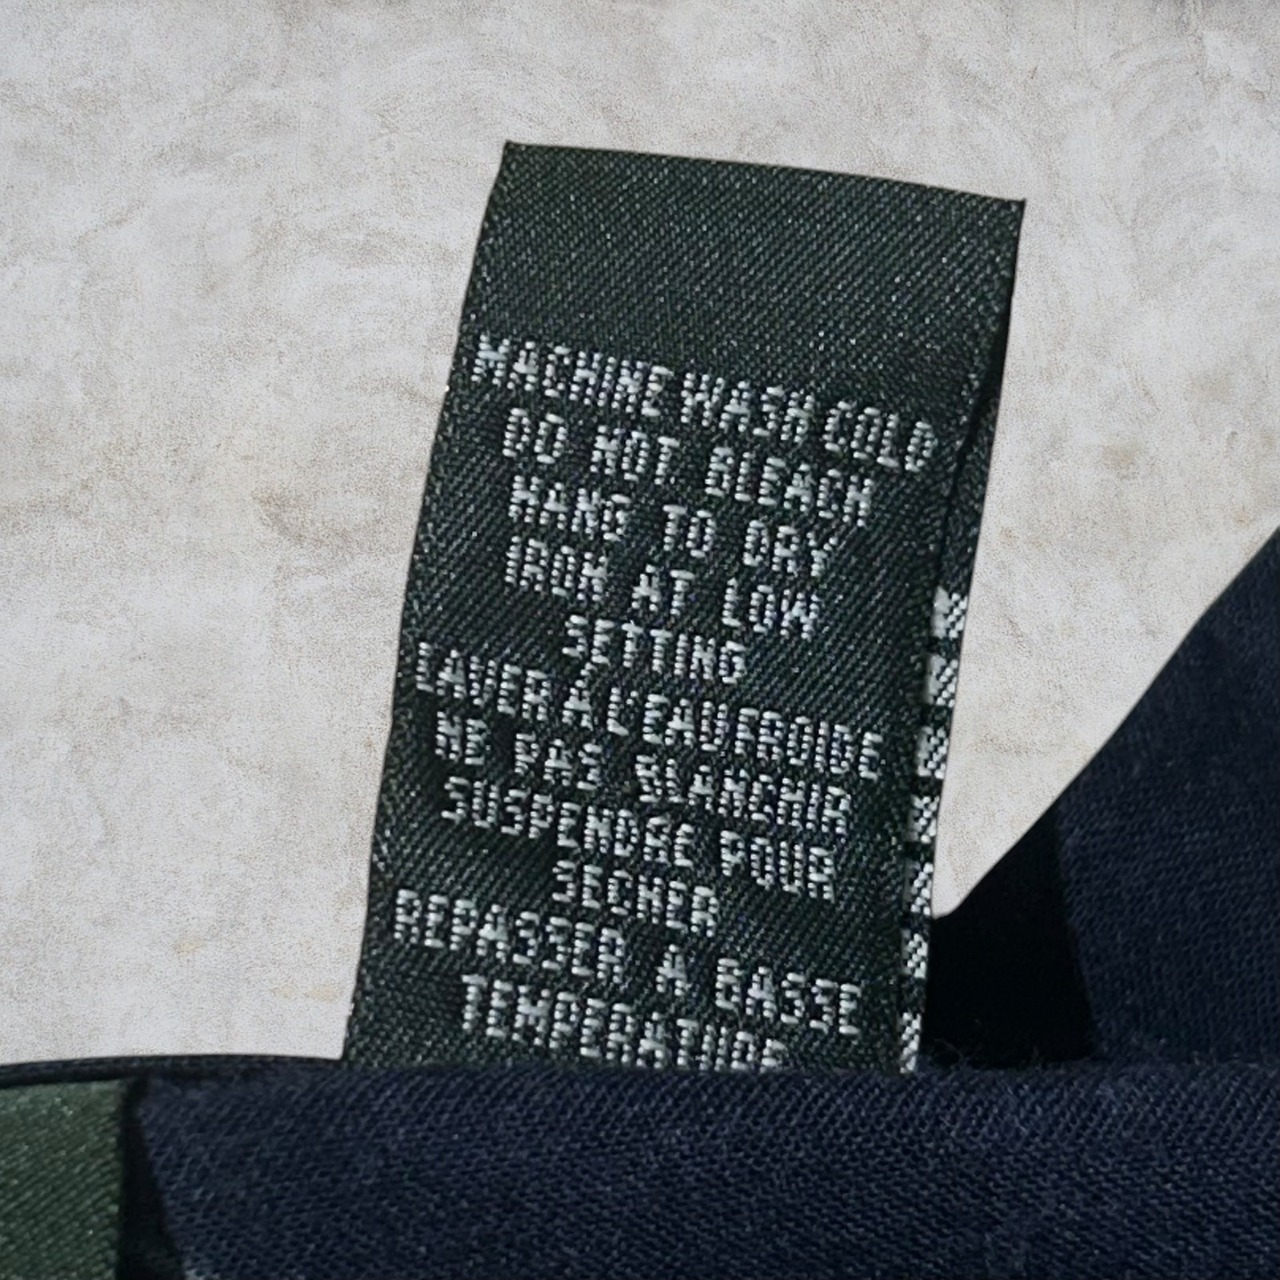 MACHINE WASH COLD
DO NOT BLEACH
HANG TO DRY
IRON AT LOW
SETTING
LAVER À L'EAU FROIDE
NE PAS BLANCHIR
SUSPENDRE POUR
SECHER
REPASSER A BASSE
TEMPERATURE